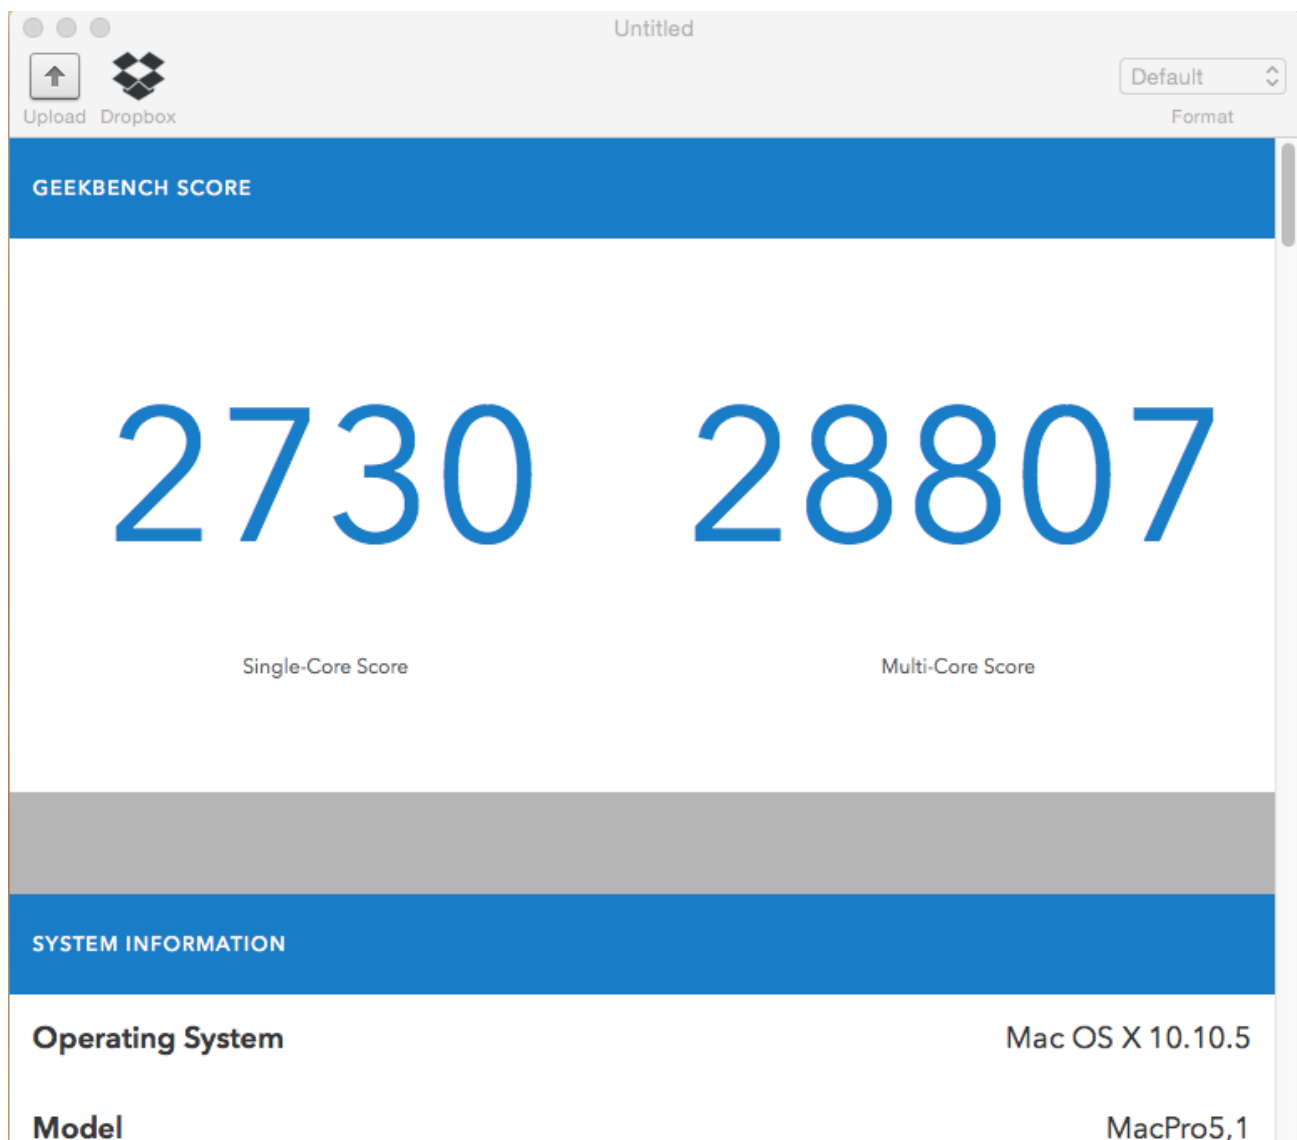 Untitled
Upload Dropbox
Default
Format
GEEKBENCH SCORE
2730 28807
Single-Core Score Multi-Core Score
SYSTEM INFORMATION
Operating System Mac OS X 10.10.5
Model MacPro5,1